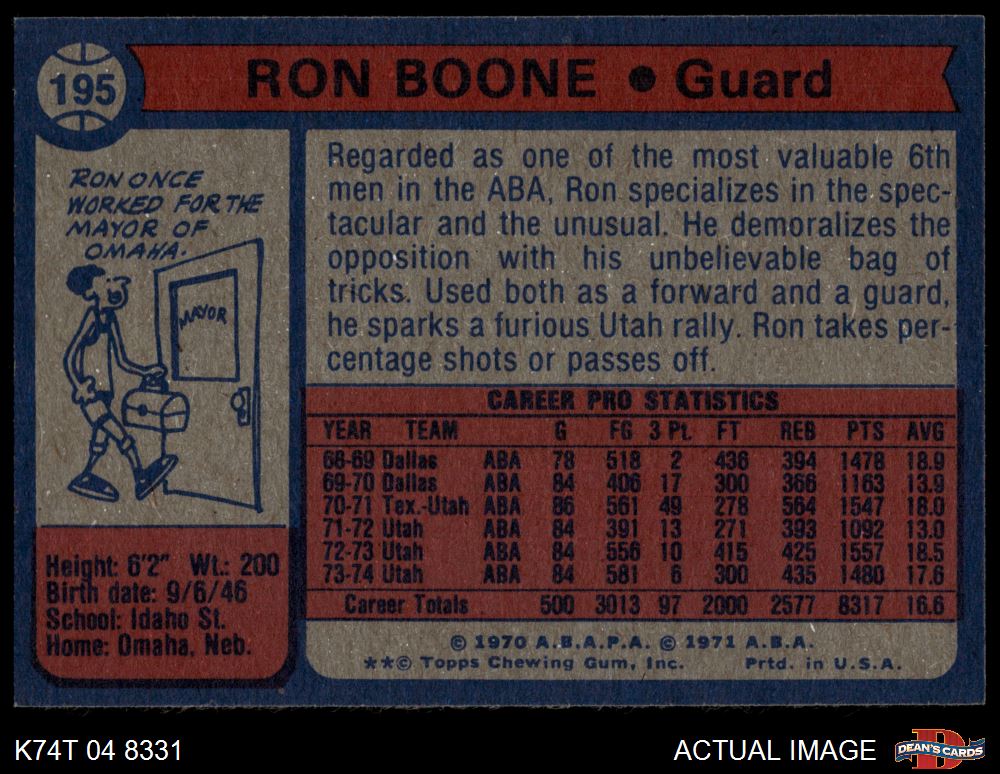 195
RON BOONE • Guard
RON ONCE
WORKED FOR THE
MAYOR OF
OMAHA.
MAYOR
Regarded as one of the most valuable 6th
men in the ABA, Ron specializes in the spec-
tacular and the unusual. He demoralizes the
opposition with his unbelievable bag of
tricks. Used both as a forward and a guard,
he sparks a furious Utah rally. Ron takes per-
centage shots or passes off.
CAREER PRO STATISTICS
YEAR TEAM G FG 3 Pt. FT REB PTS AVG
68-69 Dallas ABA 78 518 2 436 394 1478 18.9
69-70 Dallas ABA 84 406 17 300 366 1163 13.9
70-71 Tex.-Utah ABA 86 561 49 278 564 1547 18.0
71-72 Utah ABA 84 391 13 271 393 1092 13.0
72-73 Utah ABA 84 556 10 415 425 1557 18.5
73-74 Utah ABA 84 581 6 300 435 1480 17.6
Career Totals 500 3013 97 2000 2577 8317 16.6
Height: 6'2" Wt.: 200
Birth date: 9/6/46
School: Idaho St.
Home: Omaha, Neb.
© 1970 A.B.A.P.A. © 1971 A.B.A.
**© Topps Chewing Gum, Inc. Prtd. in U.S.A.
K74T 04 8331
ACTUAL IMAGE
DEAN'S CARDS